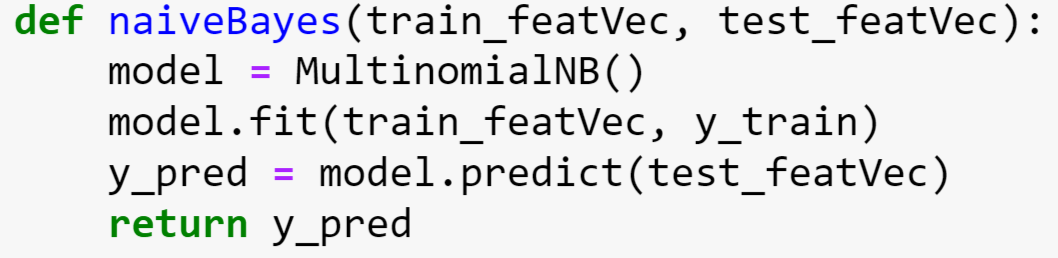 def naiveBayes(train_featVec, test_featVec):
    model = MultinomialNB()
    model.fit(train_featVec, y_train)
    y_pred = model.predict(test_featVec)
    return y_pred